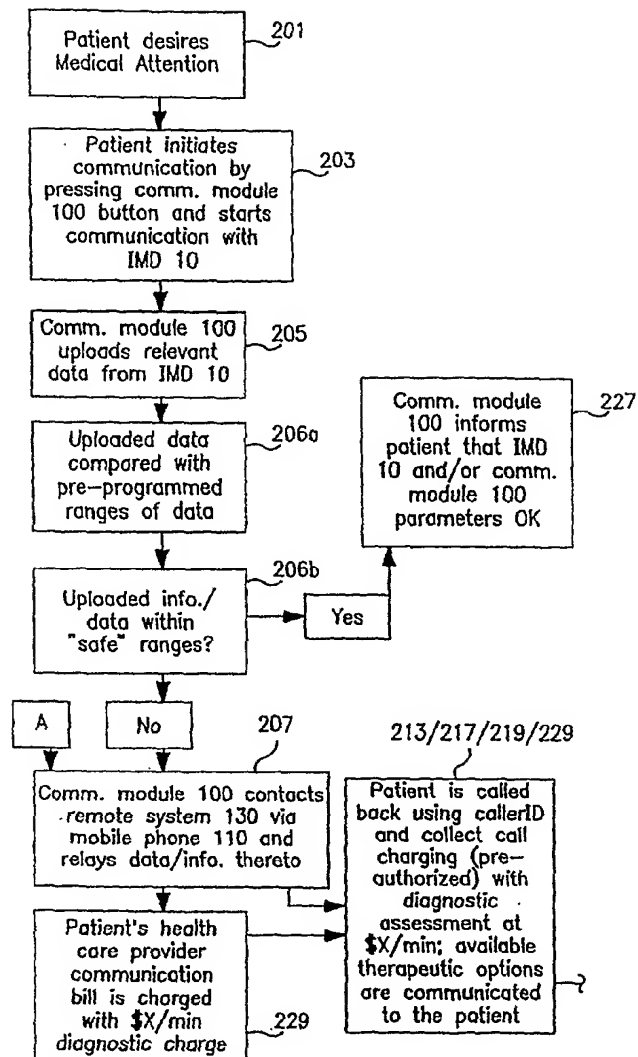 201
Patient desires
Medical Attention
203
Patient initiates
communication by
pressing comm. module
100 button and starts
communication with
IMD 10
205
Comm. module 100
uploads relevant
data from IMD 10
206a
Uploaded data
compared with
pre-programmed
ranges of data
227
Comm. module
100 informs
patient that IMD
10 and/or comm.
module 100
parameters OK
206b
Uploaded info./
data within
"safe" ranges?
Yes
A
No
207
Comm. module 100 contacts
remote system 130 via
mobile phone 110 and
relays data/info. thereto
213/217/219/229
Patient is called
back using callerID
and collect call
charging (pre-
authorized) with
diagnostic
assessment at
$X/min; available
therapeutic options
are communicated
to the patient
Patient's health
care provider
communication
bill is charged
with $X/min
diagnostic charge
229